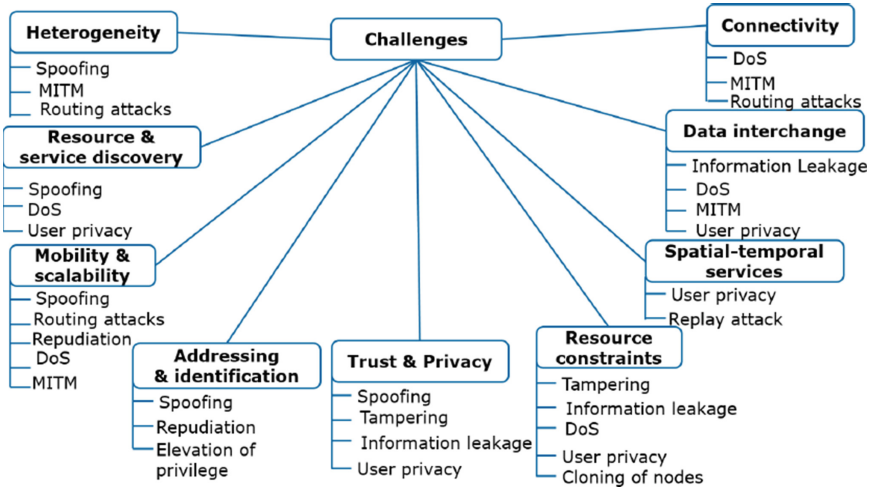 Challenges
Heterogeneity
Spoofing
MITM
Routing attacks
Resource &
service discovery
Spoofing
DoS
User privacy
Mobility &
scalability
Spoofing
Routing attacks
Repudiation
DoS
MITM
Addressing
& identification
Spoofing
Repudiation
Elevation of
privilege
Trust & Privacy
Spoofing
Tampering
Information leakage
User privacy
Resource
constraints
Tampering
Information leakage
DoS
User privacy
Cloning of nodes
Spatial-temporal
services
User privacy
Replay attack
Data interchange
Information Leakage
DoS
MITM
User privacy
Connectivity
DoS
MITM
Routing attacks